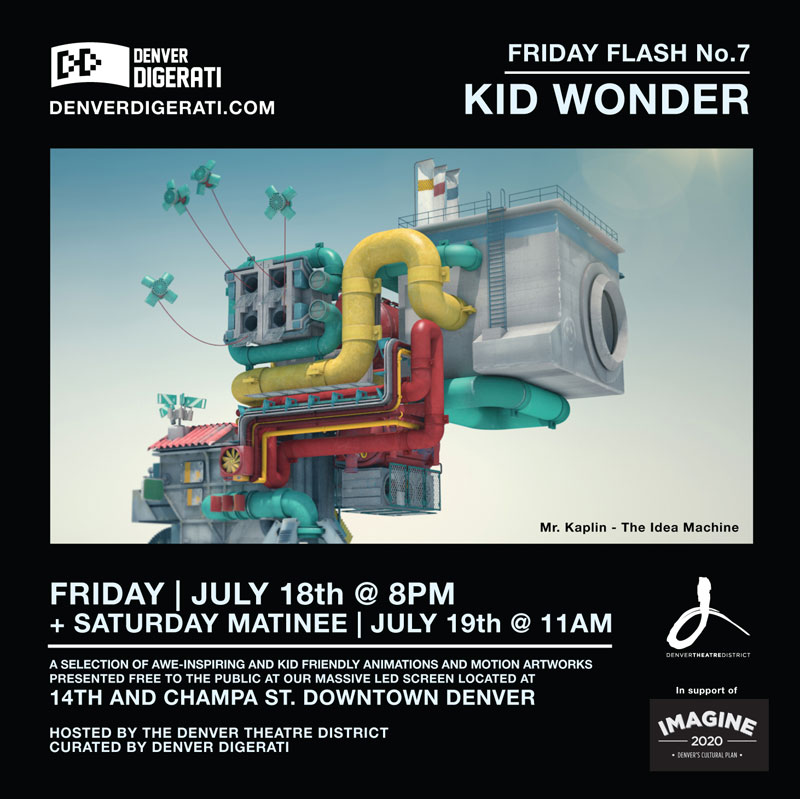 DENVER
DIGERATI
DENVERDIGERATI.COM
FRIDAY FLASH No.7
KID WONDER
Mr. Kaplin - The Idea Machine
FRIDAY | JULY 18th @ 8PM
+ SATURDAY MATINEE | JULY 19th @ 11AM
A SELECTION OF AWE-INSPIRING AND KID FRIENDLY ANIMATIONS AND MOTION ARTWORKS
PRESENTED FREE TO THE PUBLIC AT OUR MASSIVE LED SCREEN LOCATED AT
14TH AND CHAMPA ST. DOWNTOWN DENVER
HOSTED BY THE DENVER THEATRE DISTRICT
CURATED BY DENVER DIGERATI
DENVERTHEATREDISTRICT
In support of
IMAGINE
2020
• DENVER'S CULTURAL PLAN •